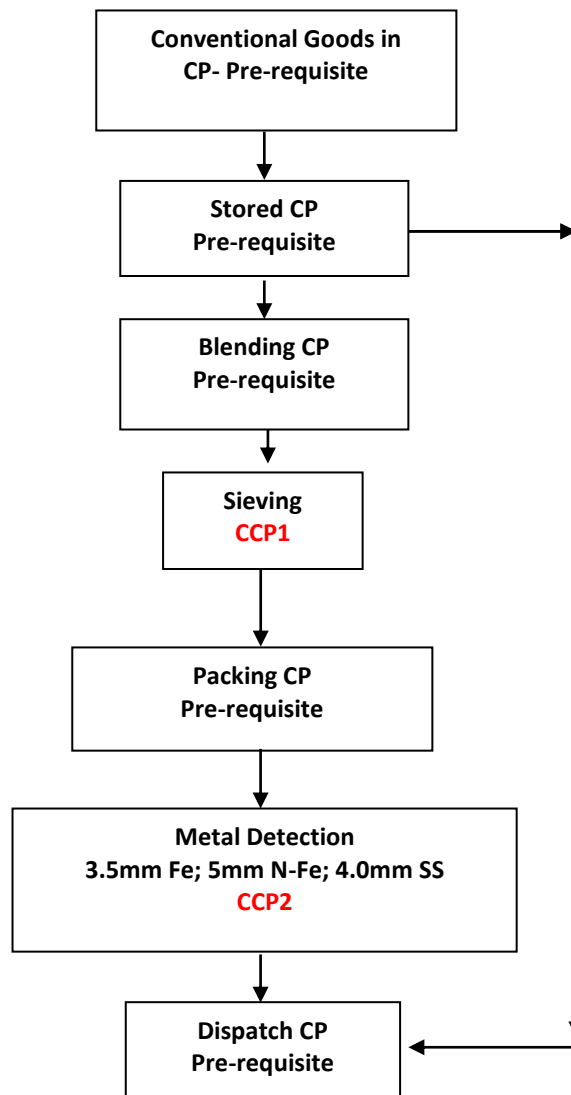 Conventional Goods in
CP- Pre-requisite
Stored CP
Pre-requisite
Blending CP
Pre-requisite
Sieving
CCP1
Packing CP
Pre-requisite
Metal Detection
3.5mm Fe; 5mm N-Fe; 4.0mm SS
CCP2
Dispatch CP
Pre-requisite